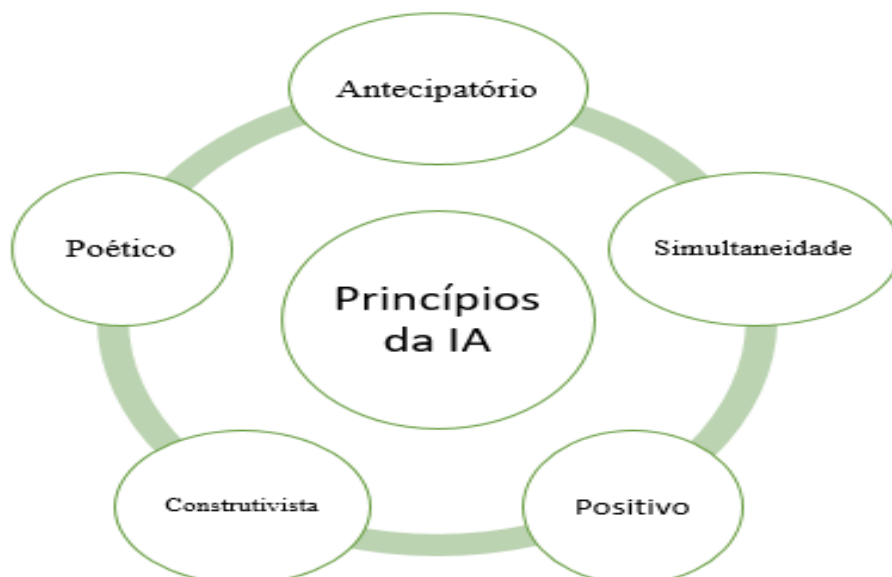 Antecipatório
Poético
Simultaneidade
Princípios
da IA
Construtivista
Positivo